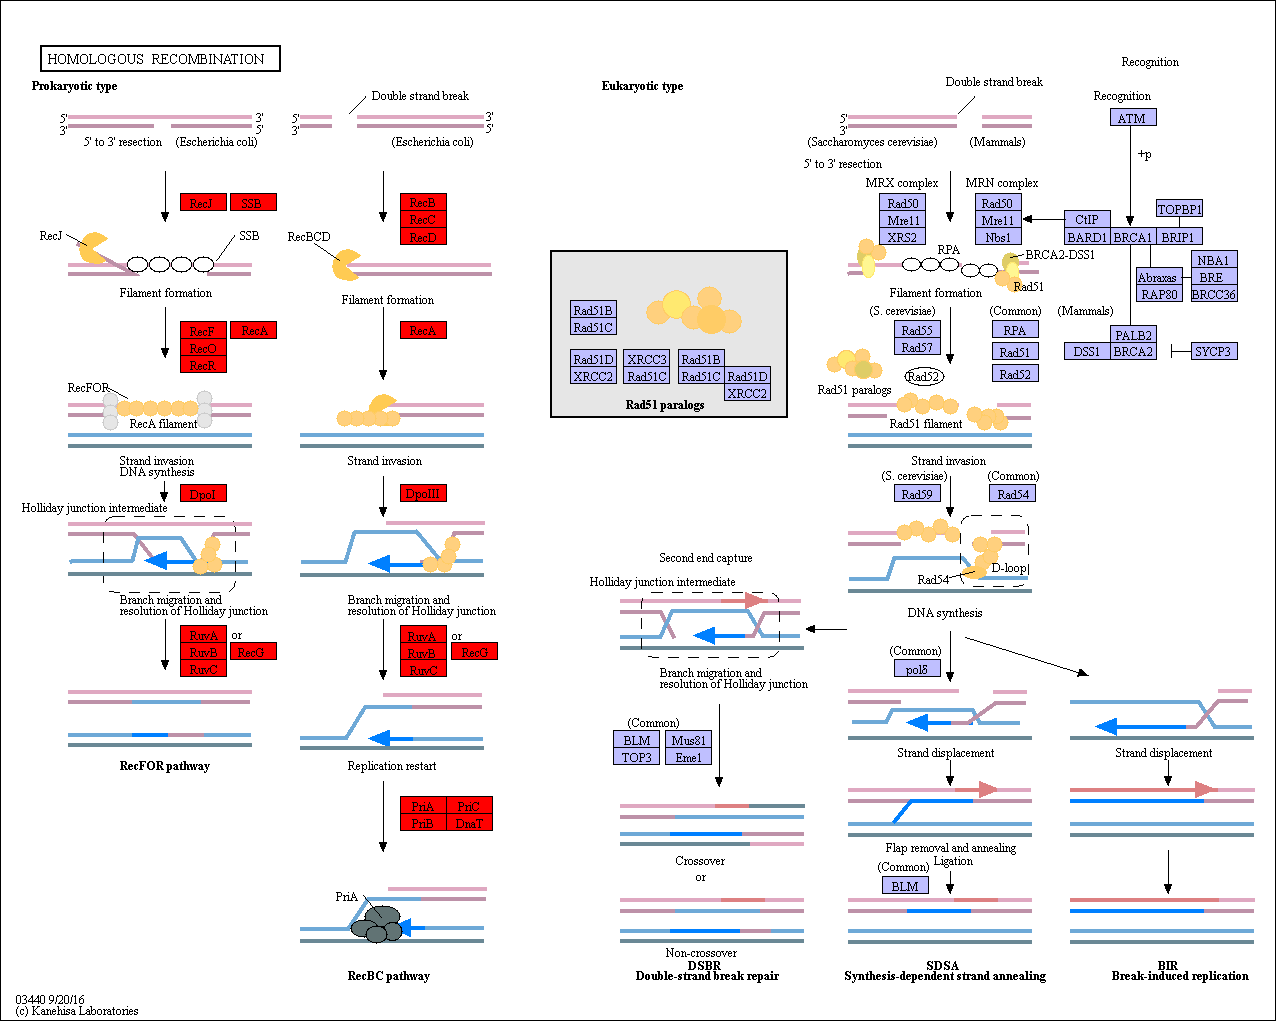 HOMOLOGOUS RECOMBINATION
Prokaryotic type
Double strand break
5'
3'
3'
5'
5' to 3' resection
(Escherichia coli)
5'
3'
3'
5'
(Escherichia coli)
RecJ
SSB
RecB
RecC
RecD
RecJ
SSB
RecBCD
Filament formation
Filament formation
RecF
RecO
RecR
RecA
RecA
RecFOR
RecA filament
Strand invasion
DNA synthesis
Strand invasion
DpoI
DpoIII
Holliday junction intermediate
Branch migration and
resolution of Holliday junction
Branch migration and
resolution of Holliday junction
RuvA
or
RuvB
RecG
RuvC
RuvA
or
RuvB
RecG
RuvC
RecFOR pathway
Replication restart
PriA
PriC
PriB
DnaT
PriA
RecBC pathway
Eukaryotic type
Double strand break
Recognition
Recognition
5'
3'
(Saccharomyces cerevisiae)
(Mammals)
ATM
+p
5' to 3' resection
MRX complex
MRN complex
Rad50
Mre11
XRS2
Rad50
Mre11
Nbs1
CtIP
TOPBP1
BARD1
BRCA1
BRIP1
RPA
BRCA2-DSS1
Rad51
NBA1
Abraxas
BRE
RAP80
BRCC36
Filament formation
(S. cerevisiae)
(Common)
(Mammals)
Rad55
Rad57
RPA
Rad51
Rad52
PALB2
DSS1
BRCA2
SYCP3
Rad52
Rad51 paralogs
Rad51 filament
Rad51B
Rad51C
Rad51D
XRCC2
XRCC3
Rad51C
Rad51B
Rad51C
Rad51D
XRCC2
Rad51 paralogs
Strand invasion
(S. cerevisiae)
(Common)
Rad59
Rad54
Rad54
D-loop
DNA synthesis
Second end capture
Holliday junction intermediate
Branch migration and
resolution of Holliday junction
(Common)
polδ
(Common)
BLM
TOP3
Mus81
Eme1
Strand displacement
Strand displacement
Crossover
or
Non-crossover
Flap removal and annealing
Ligation
(Common)
BLM
DSBR
Double-strand break repair
SDSA
Synthesis-dependent strand annealing
BIR
Break-induced replication
03440 9/20/16
(c) Kanehisa Laboratories